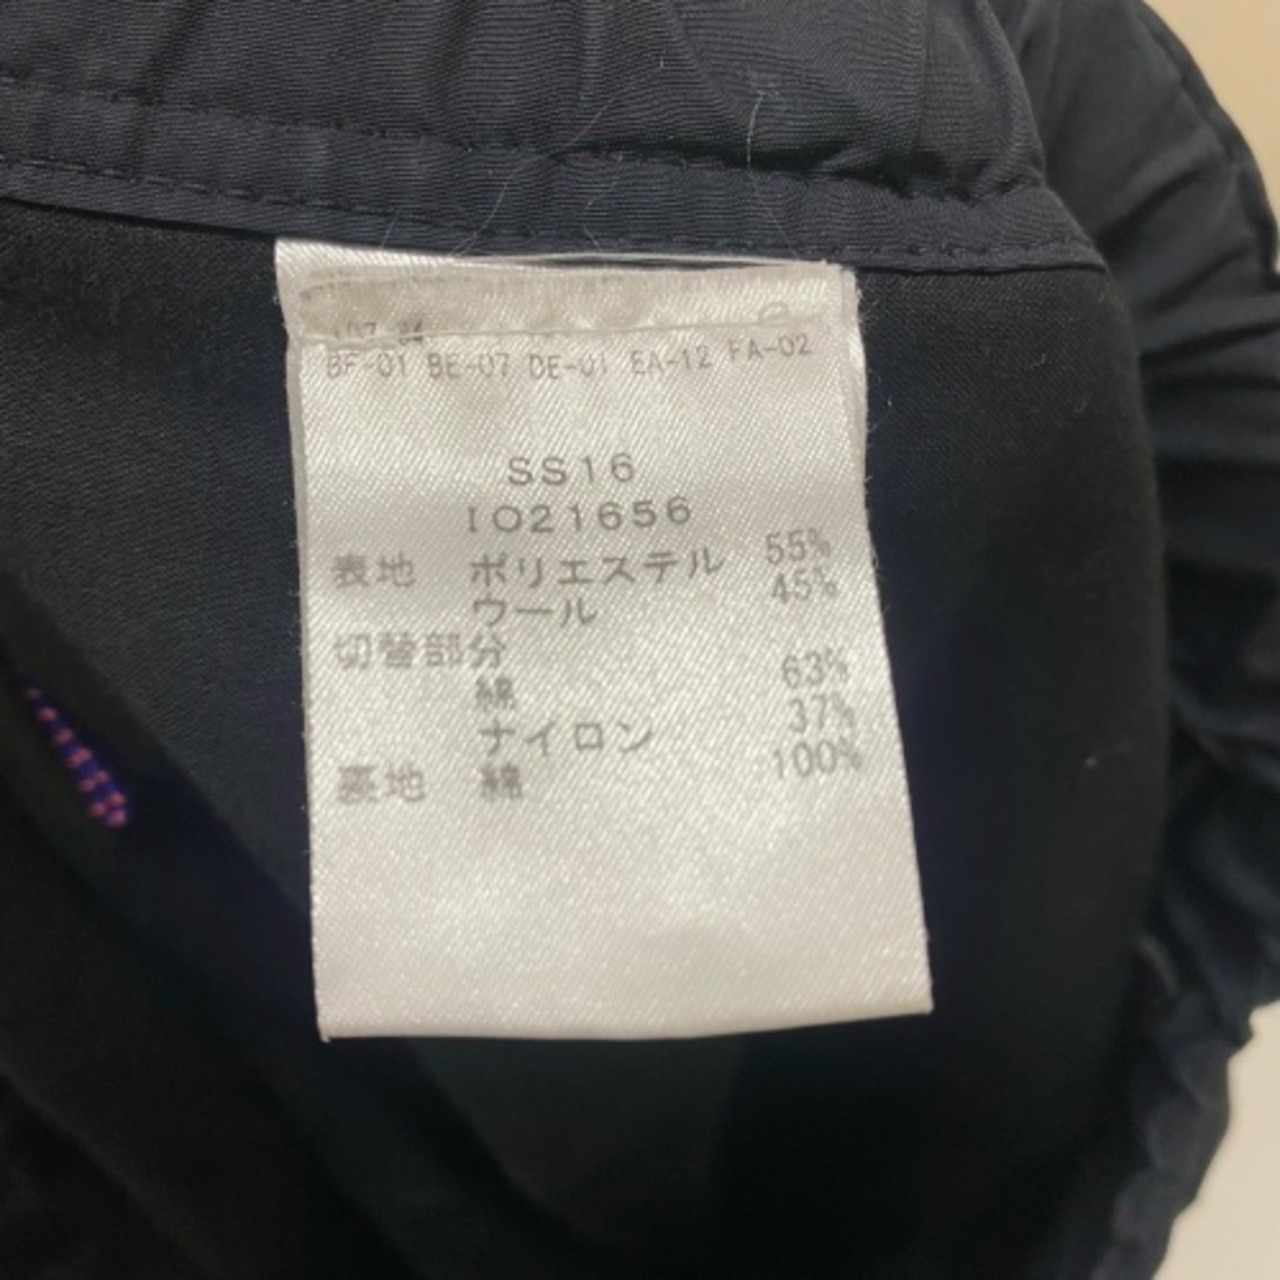 BF-01 BE-07 DE-01 EA-12 FA-02
SS16
IO21656
表地 ポリエステル 55%
ウール 45%
切替部分
綿 63%
ナイロン 37%
裏地 綿 100%